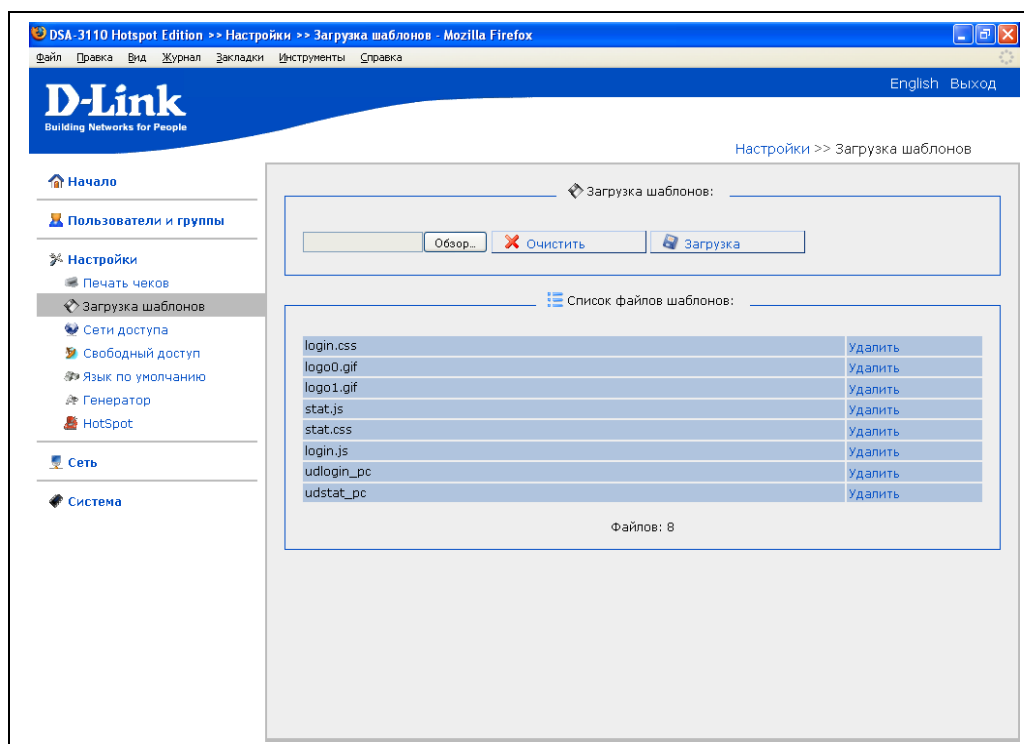 DSA-3110 Hotspot Edition >> Настройки >> Загрузка шаблонов - Mozilla Firefox
Файл Правка Вид Журнал Закладки Инструменты Справка
English Выход
D-Link
Building Networks for People
Настройки >> Загрузка шаблонов
Начало
Пользователи и группы
Настройки
Печать чеков
Загрузка шаблонов
Сети доступа
Свободный доступ
Язык по умолчанию
Генератор
HotSpot
Сеть
Система
Загрузка шаблонов:
Обзор... Очистить Загрузка
Список файлов шаблонов:
login.css Удалить
logo0.gif Удалить
logo1.gif Удалить
stat.js Удалить
stat.css Удалить
login.js Удалить
udlogin_pc Удалить
udstat_pc Удалить
Файлов: 8